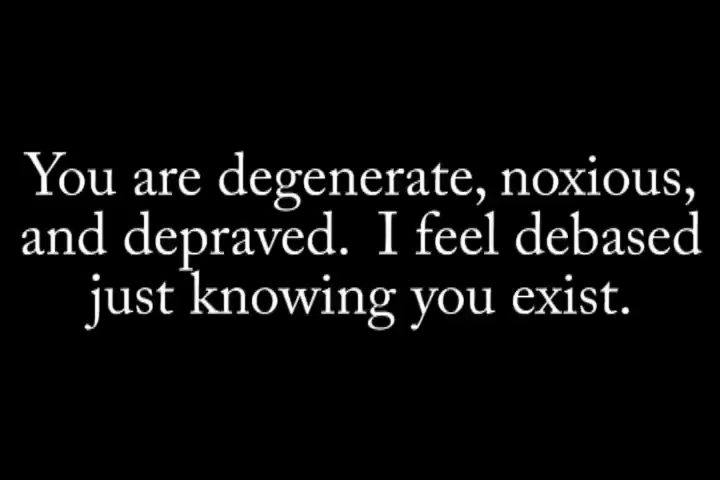 You are degenerate, noxious,
and depraved.  I feel debased
just knowing you exist.